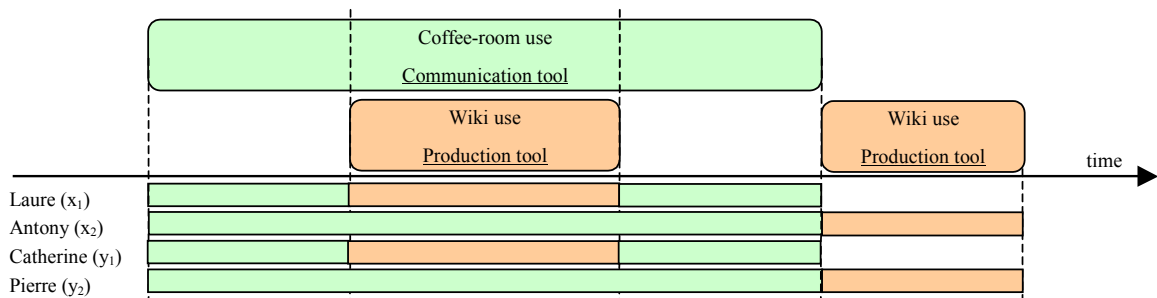 Coffee-room use
Communication tool
Wiki use
Production tool
Wiki use
Production tool
time
Laure (x₁)
Antony (x₂)
Catherine (y₁)
Pierre (y₂)